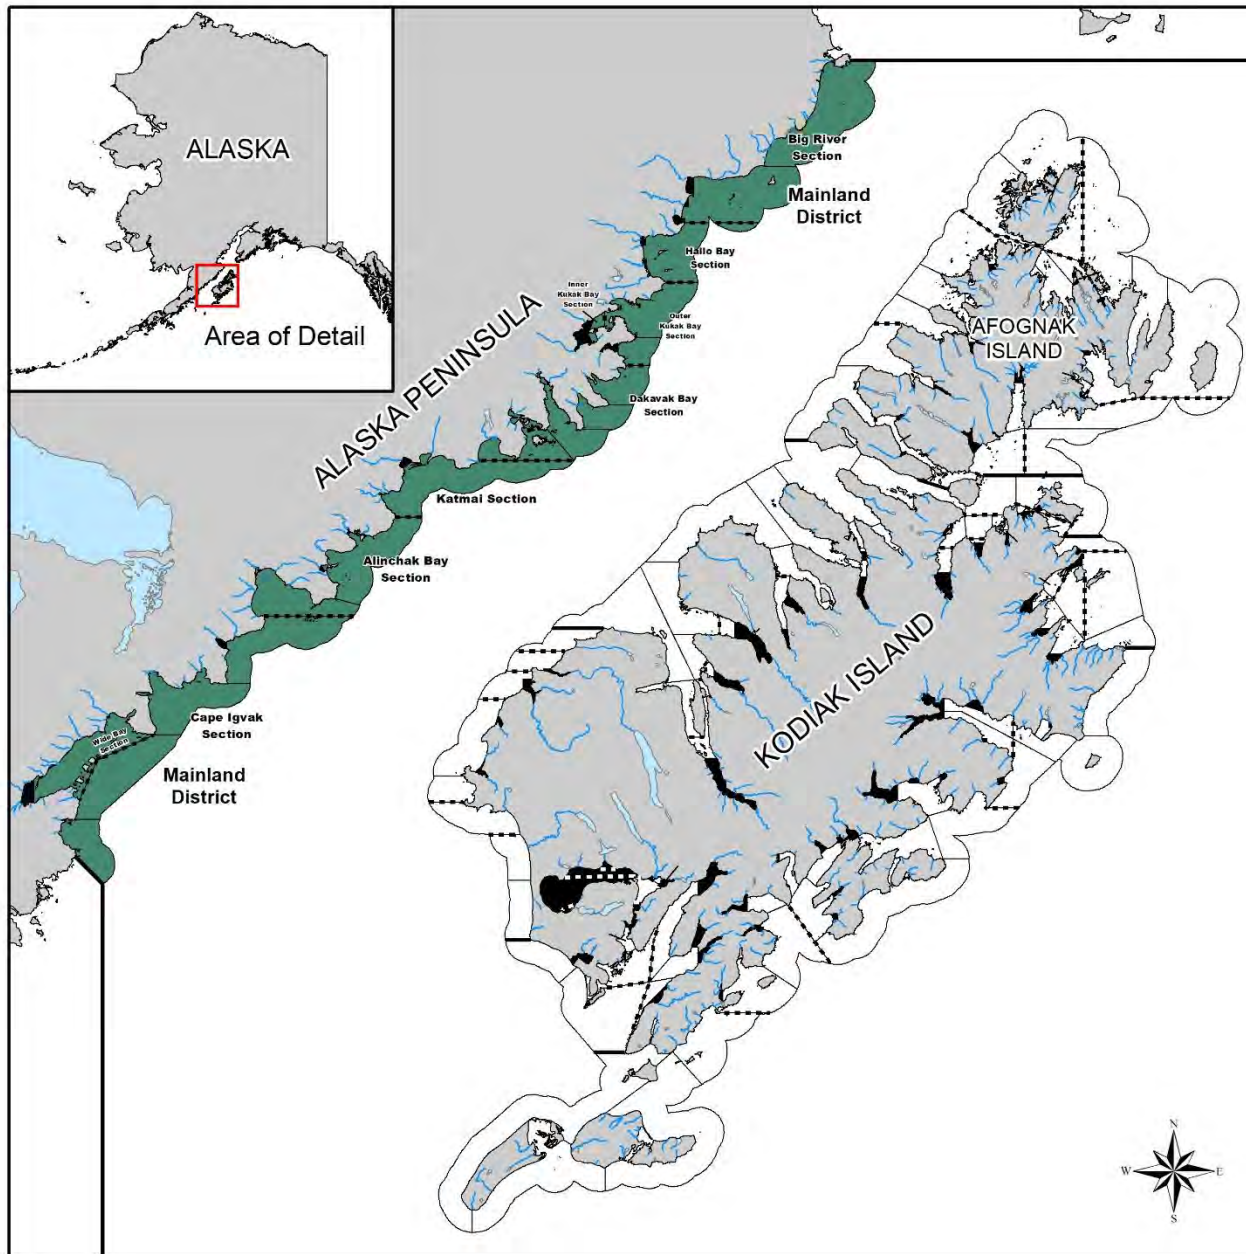 ALASKA
Area of Detail
Big River
Section
Mainland
District
Hallo Bay
Section
Inner
Kukak Bay
Section
Outer
Kukak Bay
Section
AFOGNAK
ISLAND
Dakavak Bay
Section
ALASKA PENINSULA
Katmai Section
Alinchak Bay
Section
KODIAK ISLAND
Cape Igvak
Section
Wide Bay
Section
Mainland
District
N
W E
S